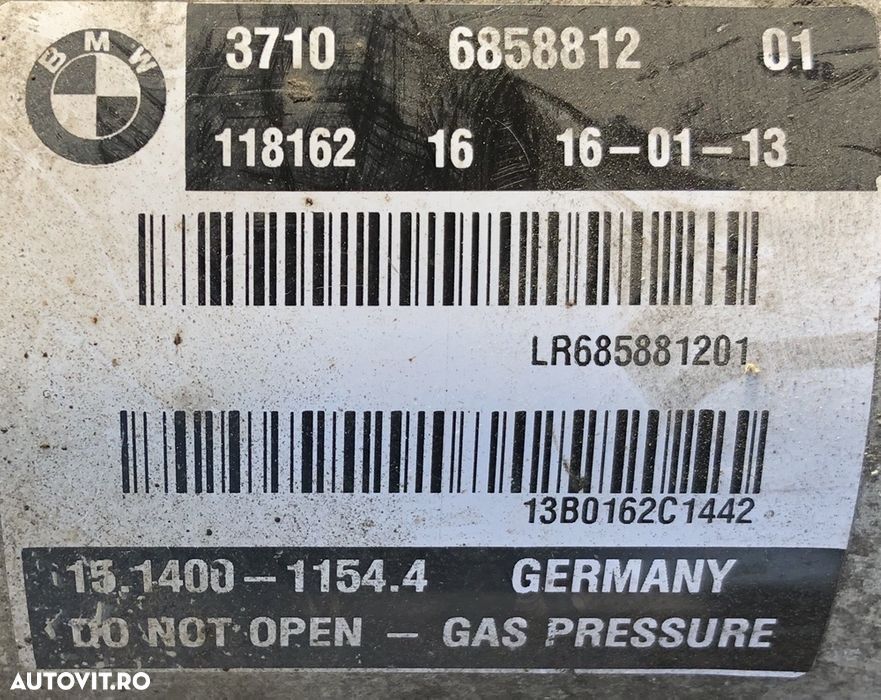 BMW
3710 6858812 01
118162 16 16-01-13
LR685881201
13B0162C1442
15.1400-1154.4 GERMANY
DO NOT OPEN - GAS PRESSURE
AUTOVIT.RO